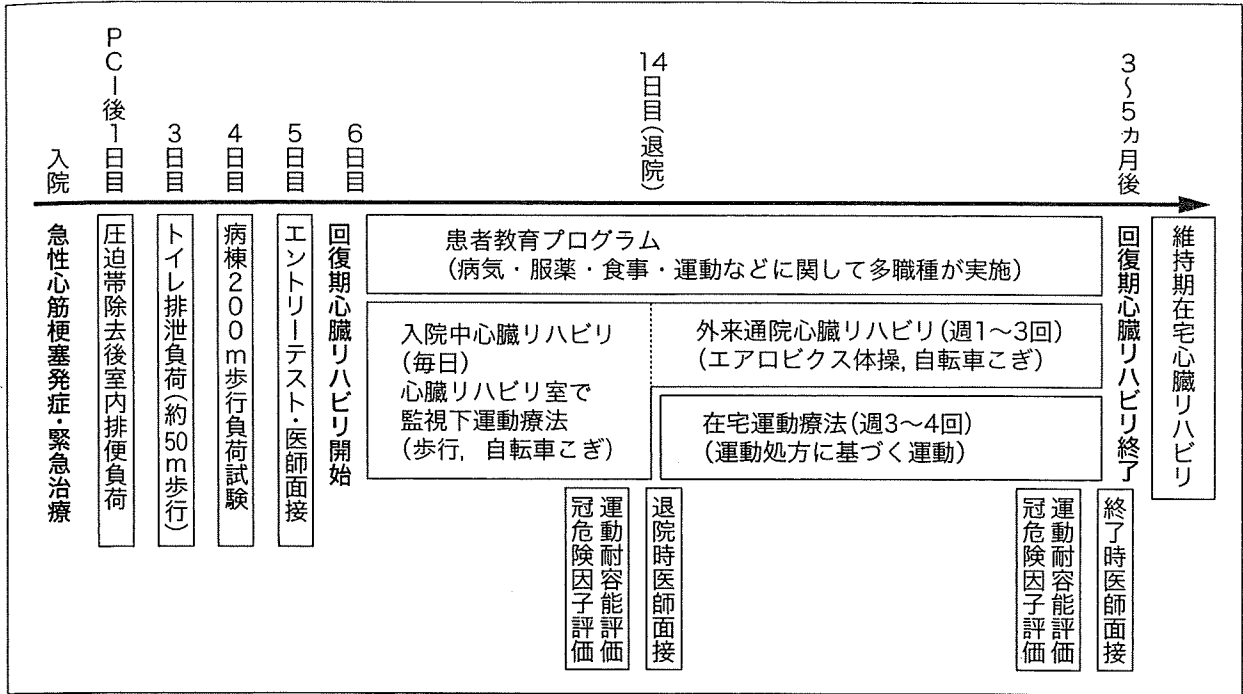 入院
PCI後1日目
3日目
4日目
5日目
6日目
14日目(退院)
3～5ヵ月後
急性心筋梗塞発症・緊急治療
圧迫帯除去後室内排便負荷
トイレ排泄負荷(約50m歩行)
病棟200m歩行負荷試験
エントリーテスト・医師面接
回復期心臓リハビリ開始
患者教育プログラム
(病気・服薬・食事・運動などに関して多職種が実施)
入院中心臓リハビリ
(毎日)
心臓リハビリ室で
監視下運動療法
(歩行，自転車こぎ)
外来通院心臓リハビリ(週1～3回)
(エアロビクス体操,自転車こぎ)
在宅運動療法(週3～4回)
(運動処方に基づく運動)
運動耐容能評価
冠危険因子評価
退院時医師面接
運動耐容能評価
冠危険因子評価
終了時医師面接
回復期心臓リハビリ終了
維持期在宅心臓リハビリ